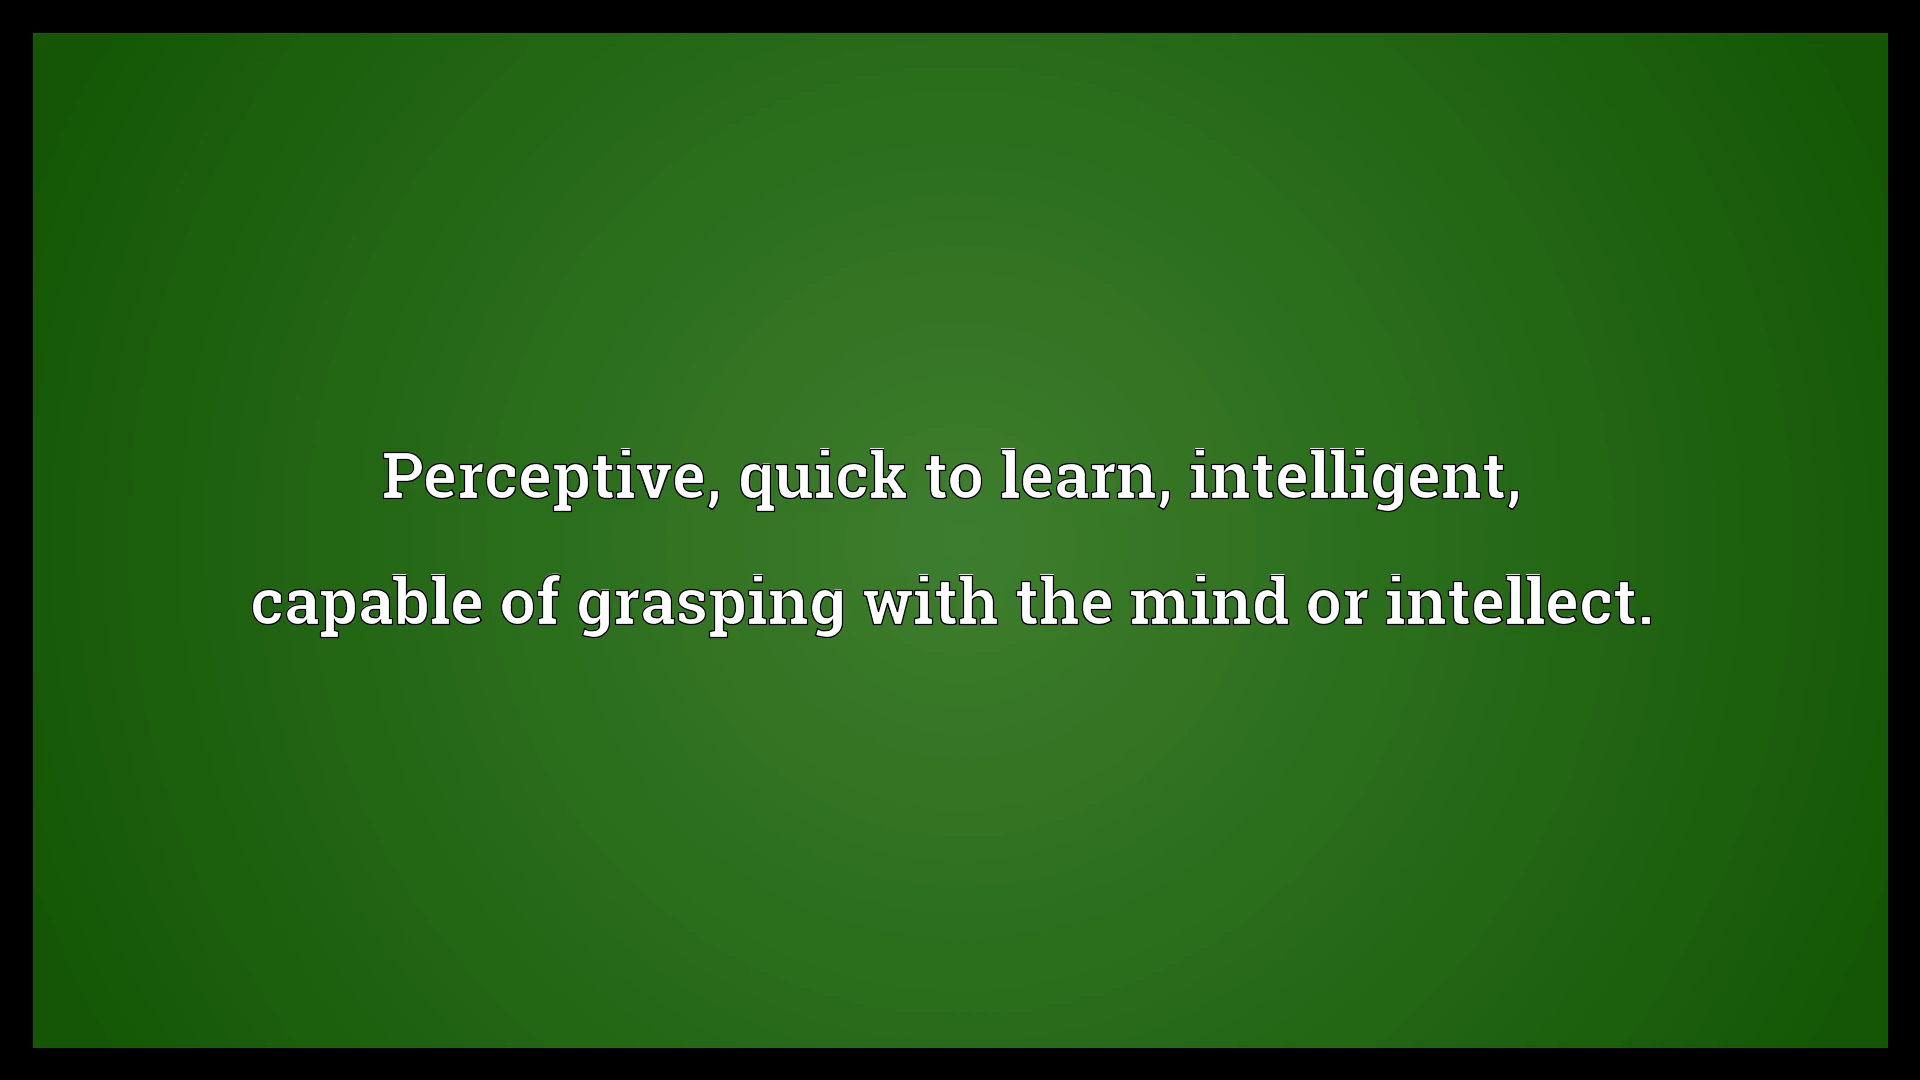 Perceptive, quick to learn, intelligent,
capable of grasping with the mind or intellect.